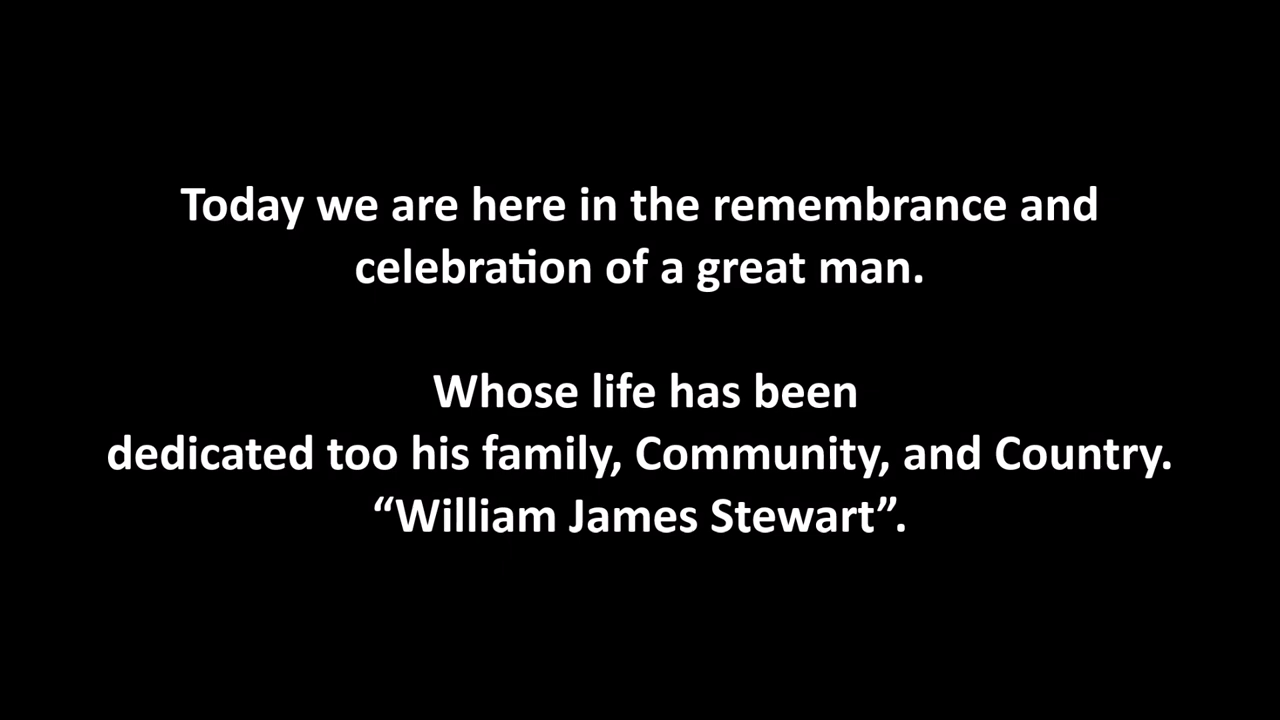 Today we are here in the remembrance and
celebration of a great man.
Whose life has been
dedicated too his family, Community, and Country.
“William James Stewart”.